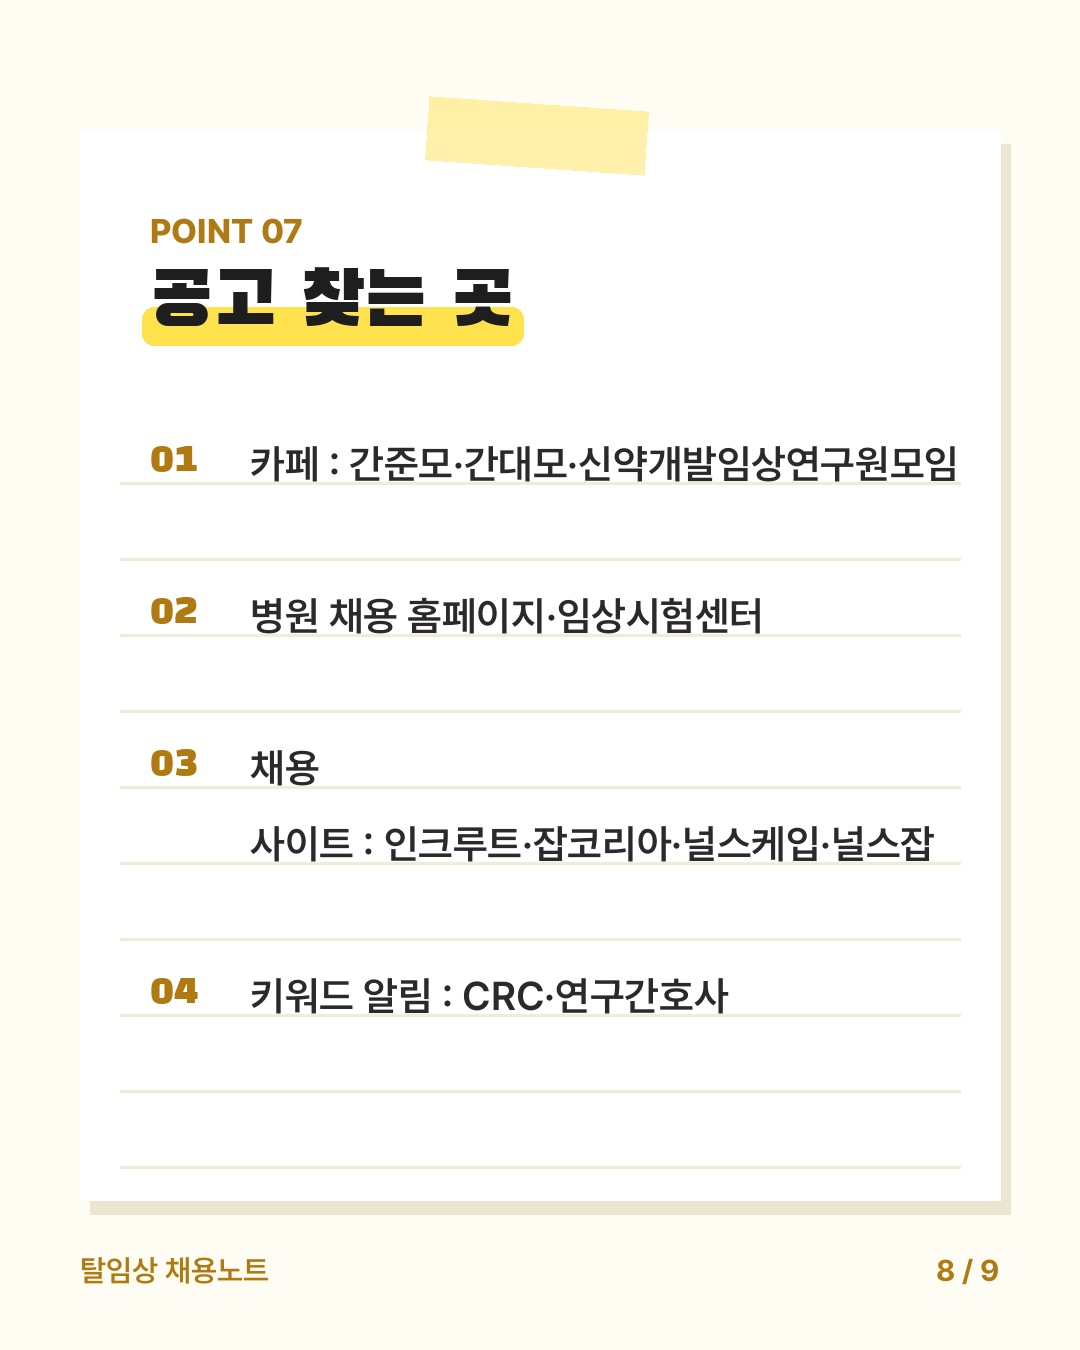 POINT 07
공고 찾는 곳
01 카페 : 간준모·간대모·신약개발임상연구원모임
02 병원 채용 홈페이지·임상시험센터
03 채용
사이트 : 인크루트·잡코리아·널스케입·널스잡
04 키워드 알림 : CRC·연구간호사
탈임상 채용노트
8 / 9